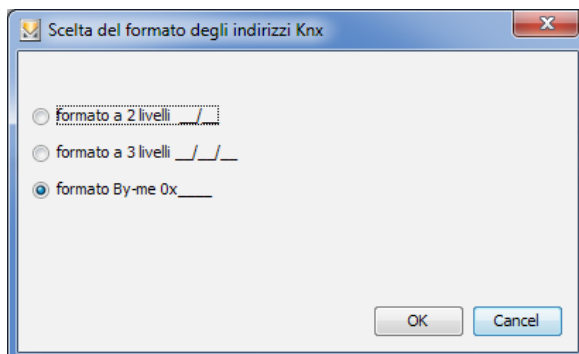 Scelta del formato degli indirizzi Knx
formato a 2 livelli __/__
formato a 3 livelli __/__/__
formato By-me 0x____
OK Cancel